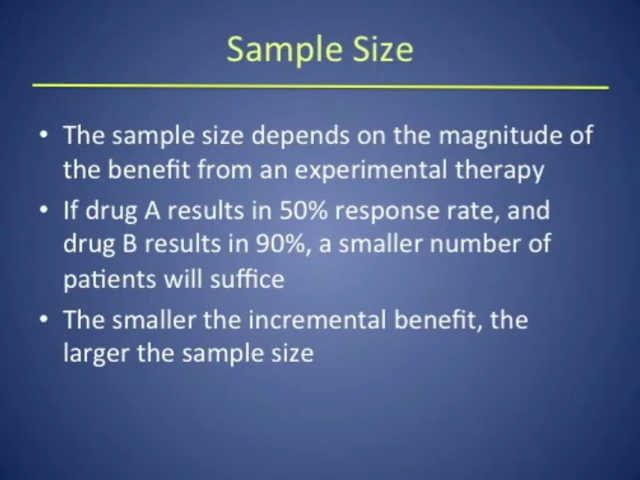 Sample Size
• The sample size depends on the magnitude of
the benefit from an experimental therapy
• If drug A results in 50% response rate, and
drug B results in 90%, a smaller number of
patients will suffice
• The smaller the incremental benefit, the
larger the sample size